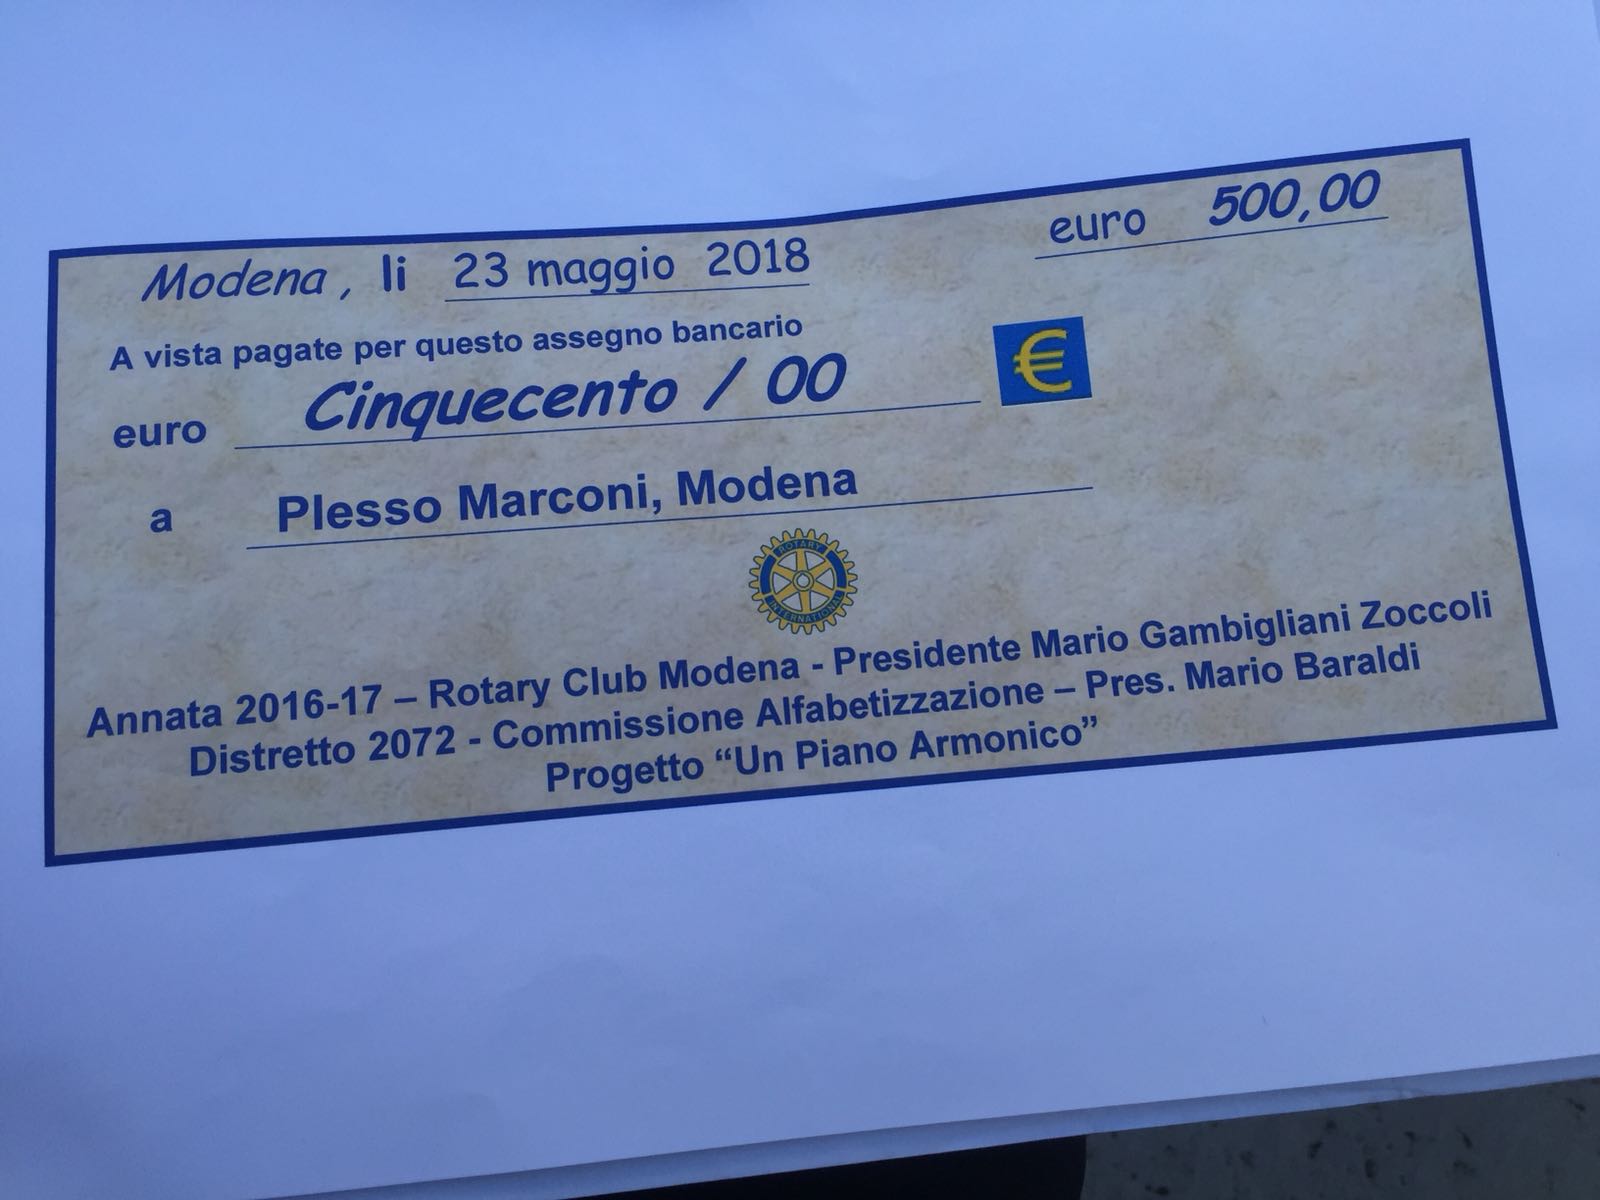 Modena, li 23 maggio 2018 euro 500,00
A vista pagate per questo assegno bancario
euro Cinquecento / 00 €
a Plesso Marconi, Modena
ROTARY
INTERNATIONAL
Annata 2016-17 – Rotary Club Modena - Presidente Mario Gambigliani Zoccoli
Distretto 2072 - Commissione Alfabetizzazione – Pres. Mario Baraldi
Progetto “Un Piano Armonico”